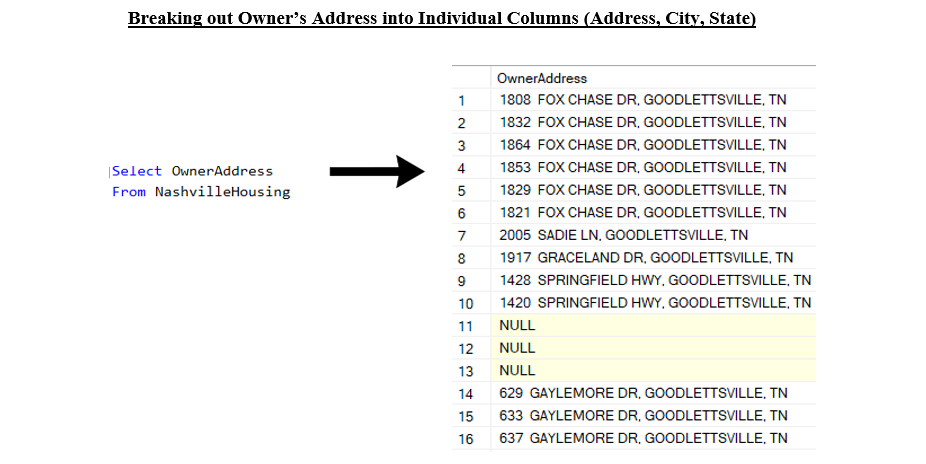 Breaking out Owner’s Address into Individual Columns (Address, City, State)
Select OwnerAddress
From NashvilleHousing
OwnerAddress
1 1808 FOX CHASE DR, GOODLETTSVILLE, TN
2 1832 FOX CHASE DR, GOODLETTSVILLE, TN
3 1864 FOX CHASE DR, GOODLETTSVILLE, TN
4 1853 FOX CHASE DR, GOODLETTSVILLE, TN
5 1829 FOX CHASE DR, GOODLETTSVILLE, TN
6 1821 FOX CHASE DR, GOODLETTSVILLE, TN
7 2005 SADIE LN, GOODLETTSVILLE, TN
8 1917 GRACELAND DR, GOODLETTSVILLE, TN
9 1428 SPRINGFIELD HWY, GOODLETTSVILLE, TN
10 1420 SPRINGFIELD HWY, GOODLETTSVILLE, TN
11 NULL
12 NULL
13 NULL
14 629 GAYLEMORE DR, GOODLETTSVILLE, TN
15 633 GAYLEMORE DR, GOODLETTSVILLE, TN
16 637 GAYLEMORE DR, GOODLETTSVILLE, TN